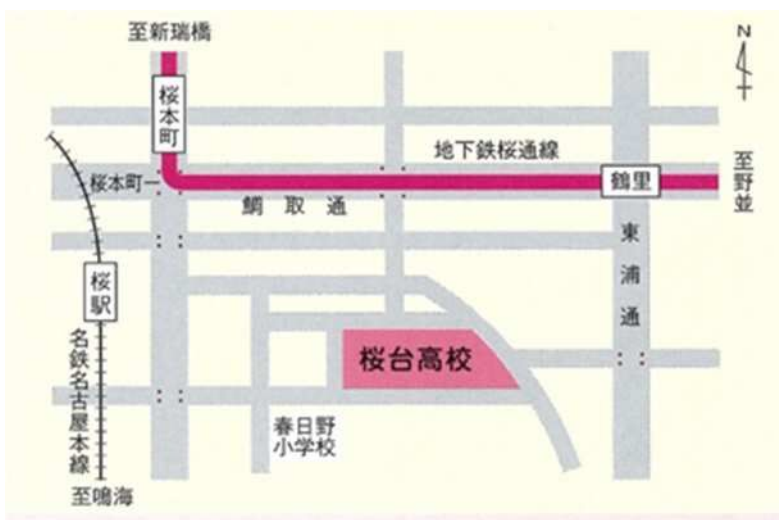 至新瑞橋
N
桜本町
地下鉄桜通線
至野並
桜本町一
鶴里
鯛取通
東浦通
桜駅
桜台高校
名鉄名古屋本線
春日野
小学校
至鳴海